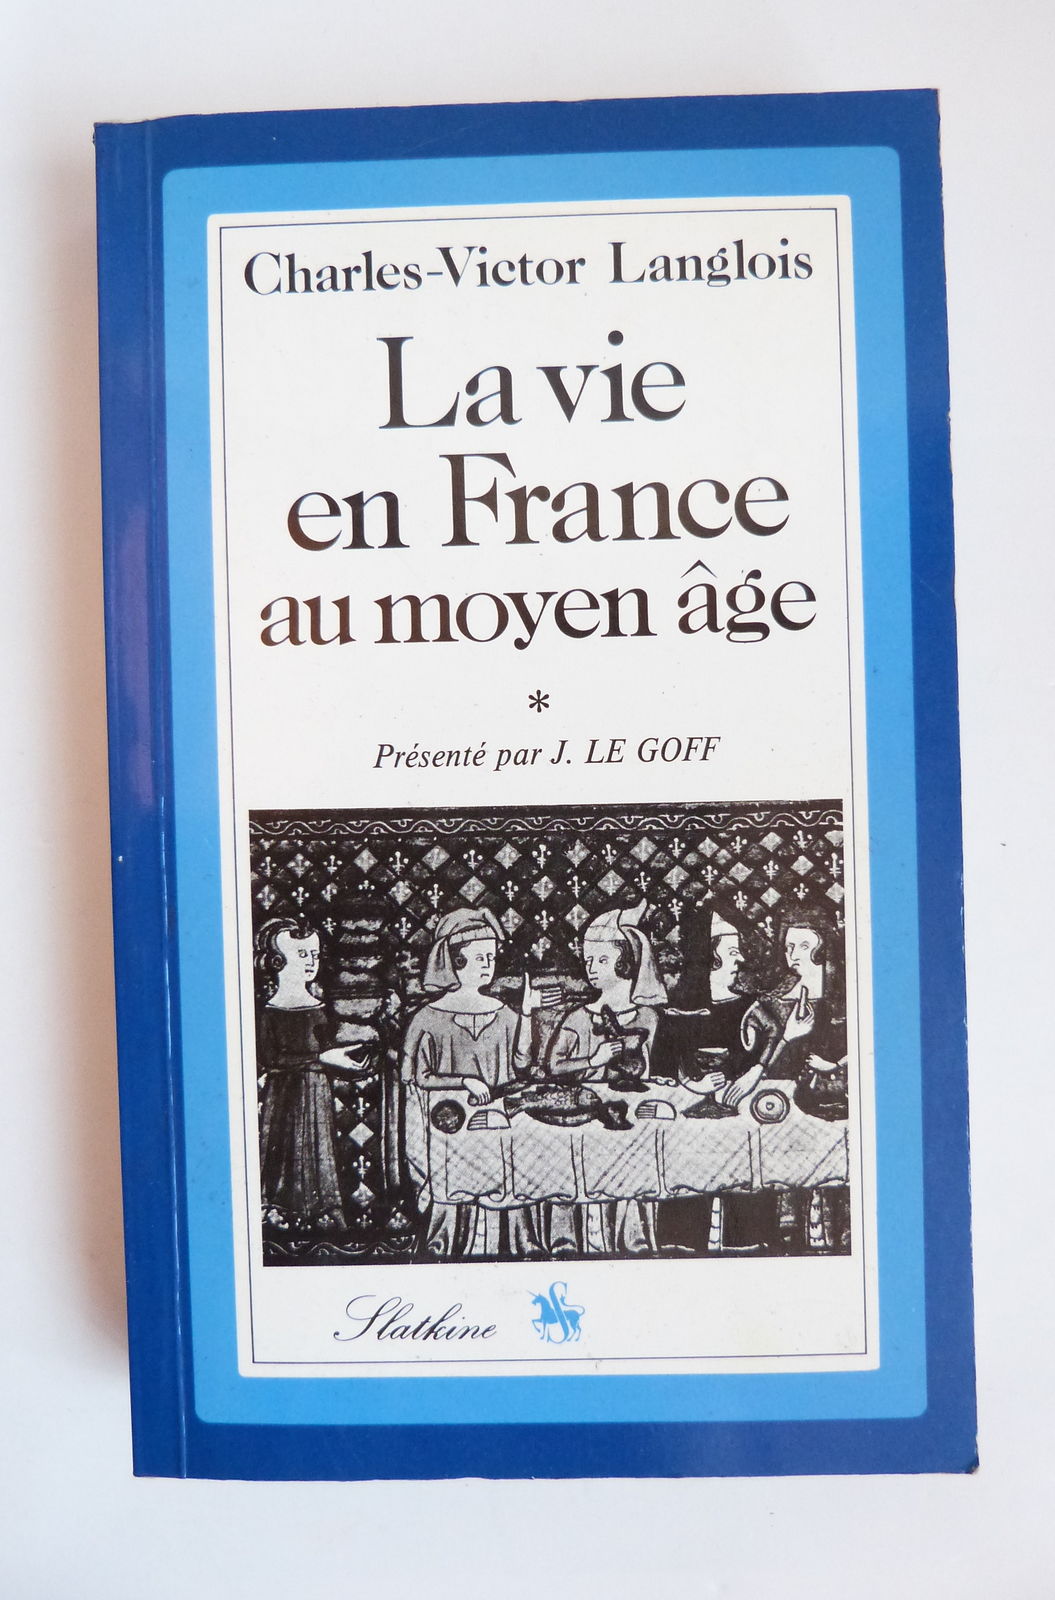 Charles-Victor Langlois
La vie
en France
au moyen âge
*
Présenté par J. LE GOFF
Slatkine